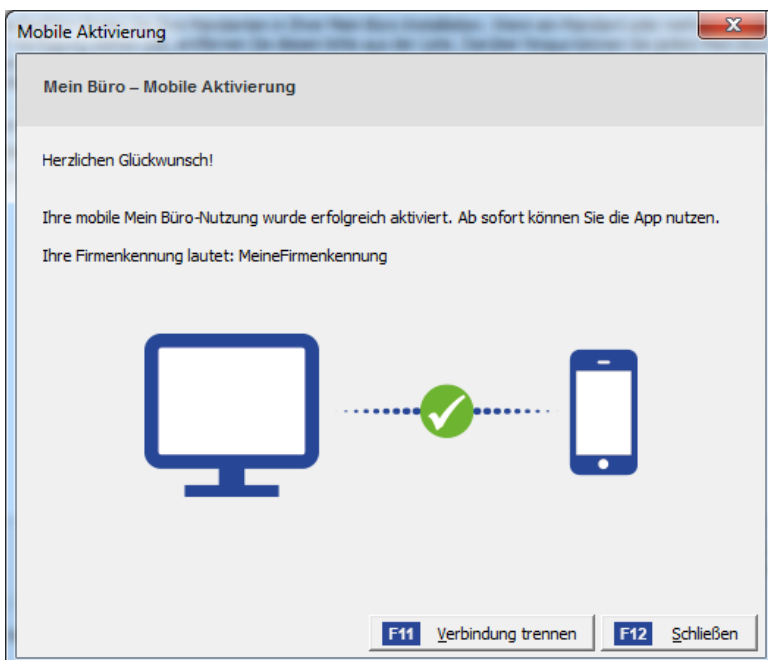 Mobile Aktivierung
Mein Büro – Mobile Aktivierung
Herzlichen Glückwunsch!
Ihre mobile Mein Büro-Nutzung wurde erfolgreich aktiviert. Ab sofort können Sie die App nutzen.
Ihre Firmenkennung lautet: MeineFirmenkennung
F11 Verbindung trennen F12 Schließen